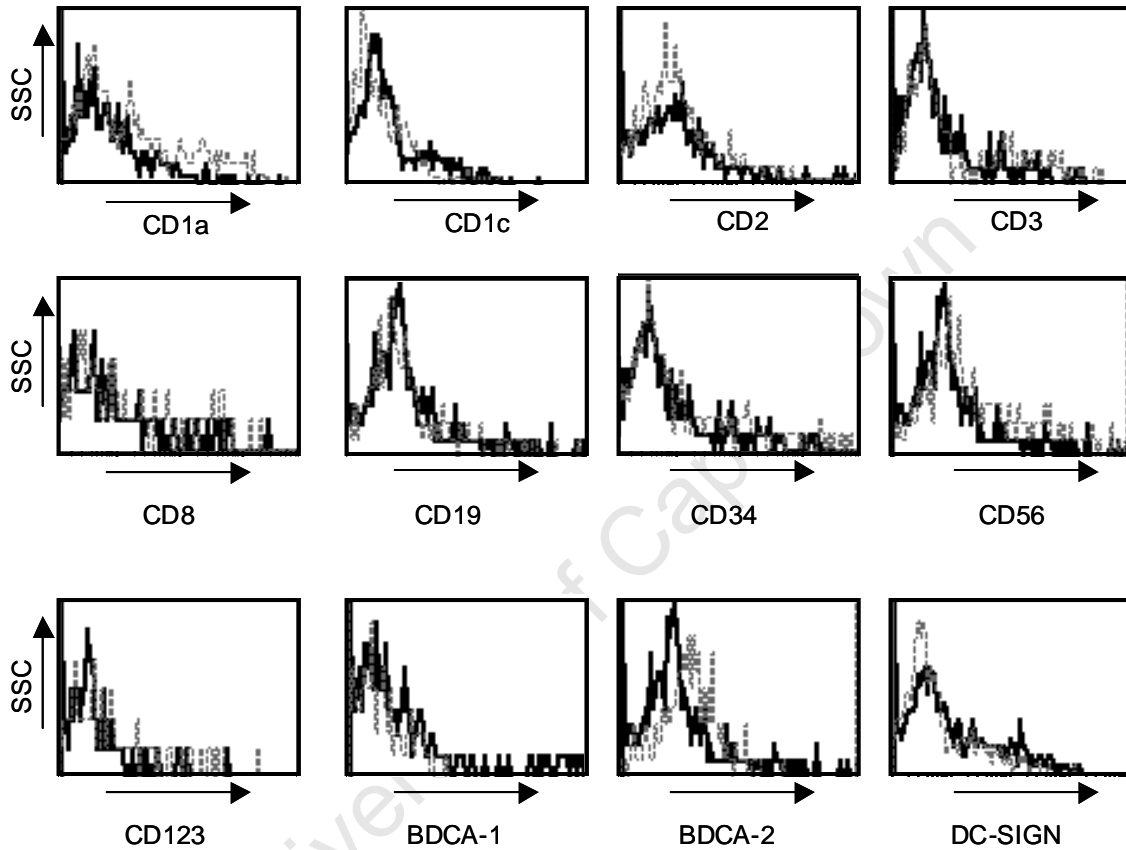 SSC
CD1a
CD1c
CD2
CD3
SSC
CD8
CD19
CD34
CD56
SSC
CD123
BDCA-1
BDCA-2
DC-SIGN